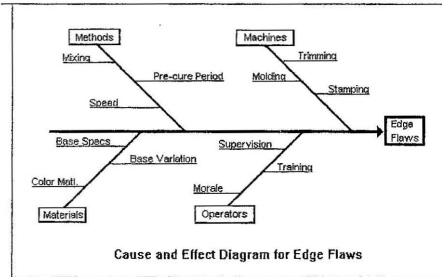 Methods
Machines
Mixing
Trimming
Pre-cure Period
Molding
Stamping
Speed
Edge
Flaws
Base Specs
Supervision
Base Variation
Training
Color Matl.
Morale
Materials
Operators
Cause and Effect Diagram for Edge Flaws